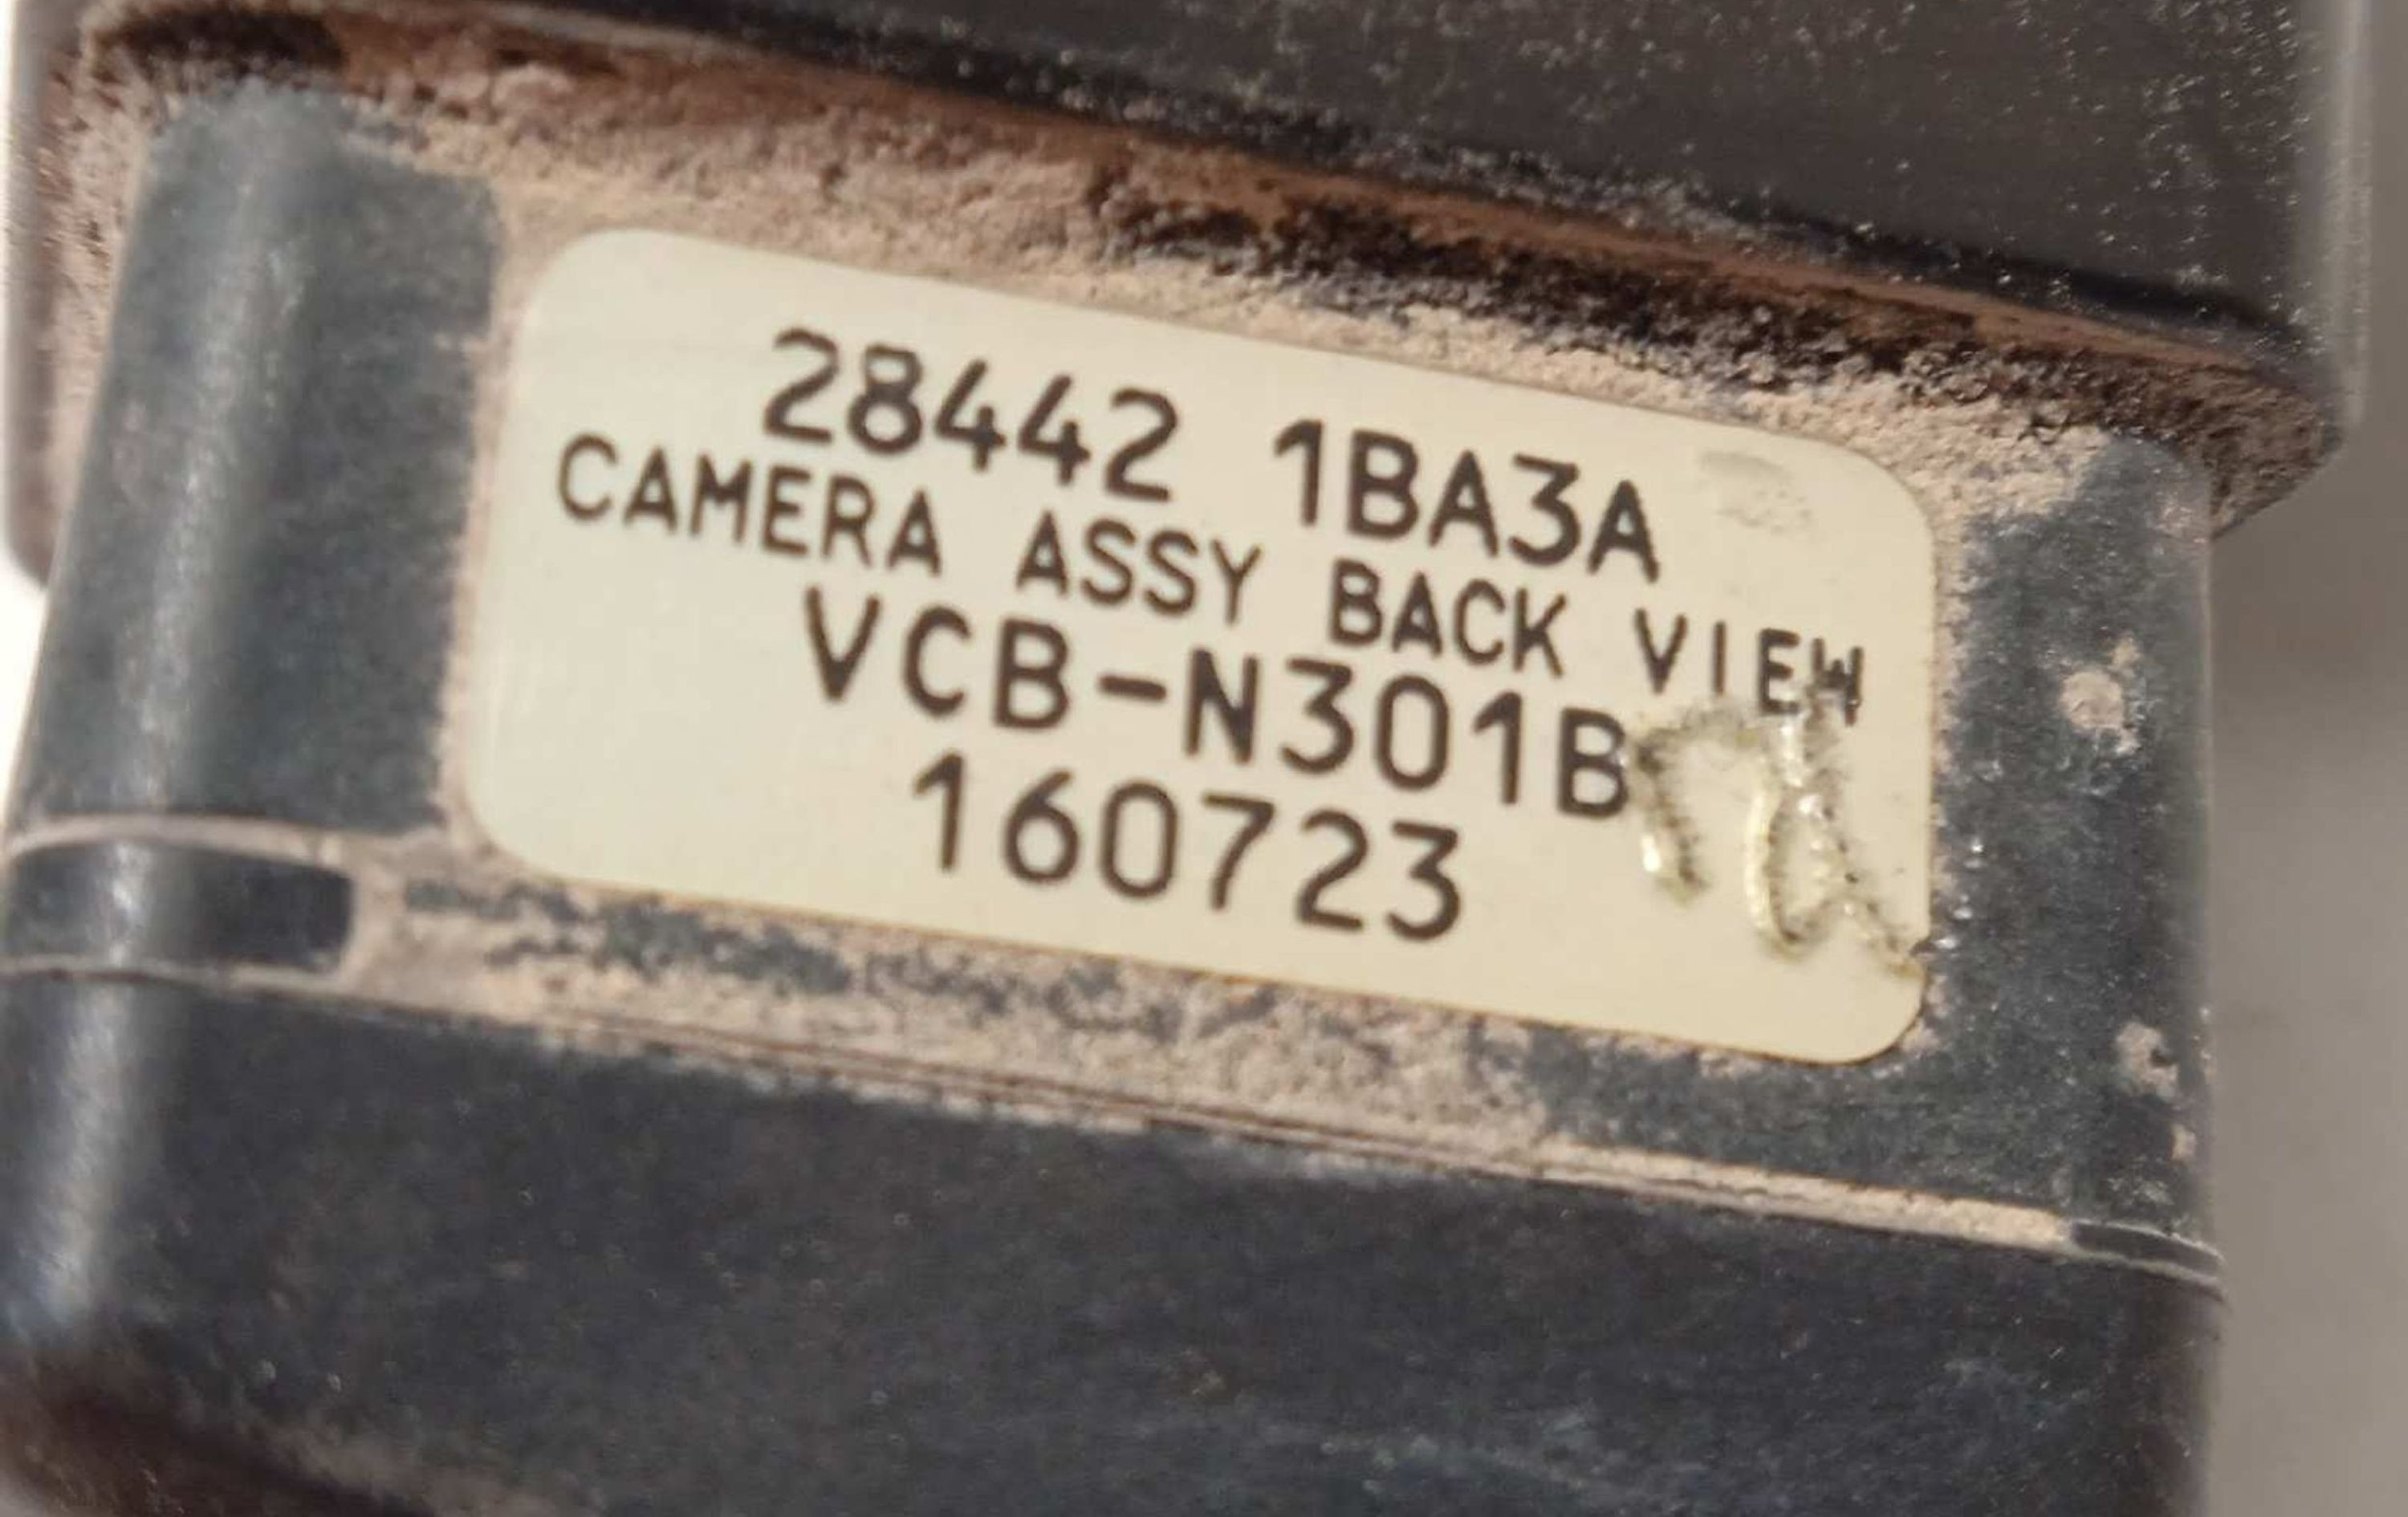 28442 1BA3A
CAMERA ASSY BACK VIEW
VCB-N301B
160723